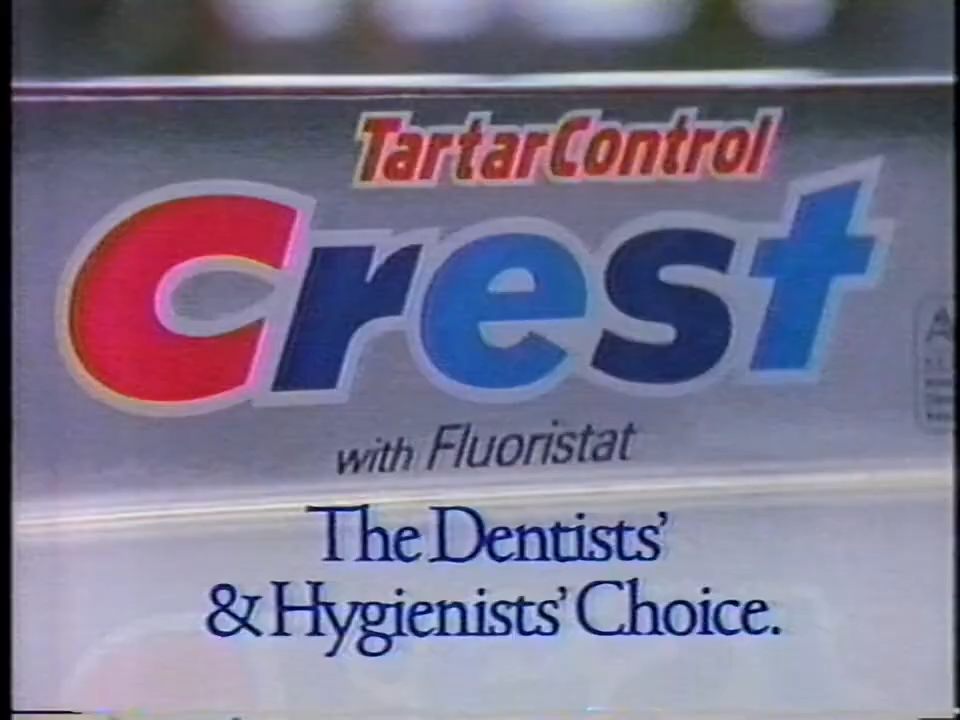 TartarControl
Crest
with Fluoristat
The Dentists'
& Hygienists' Choice.